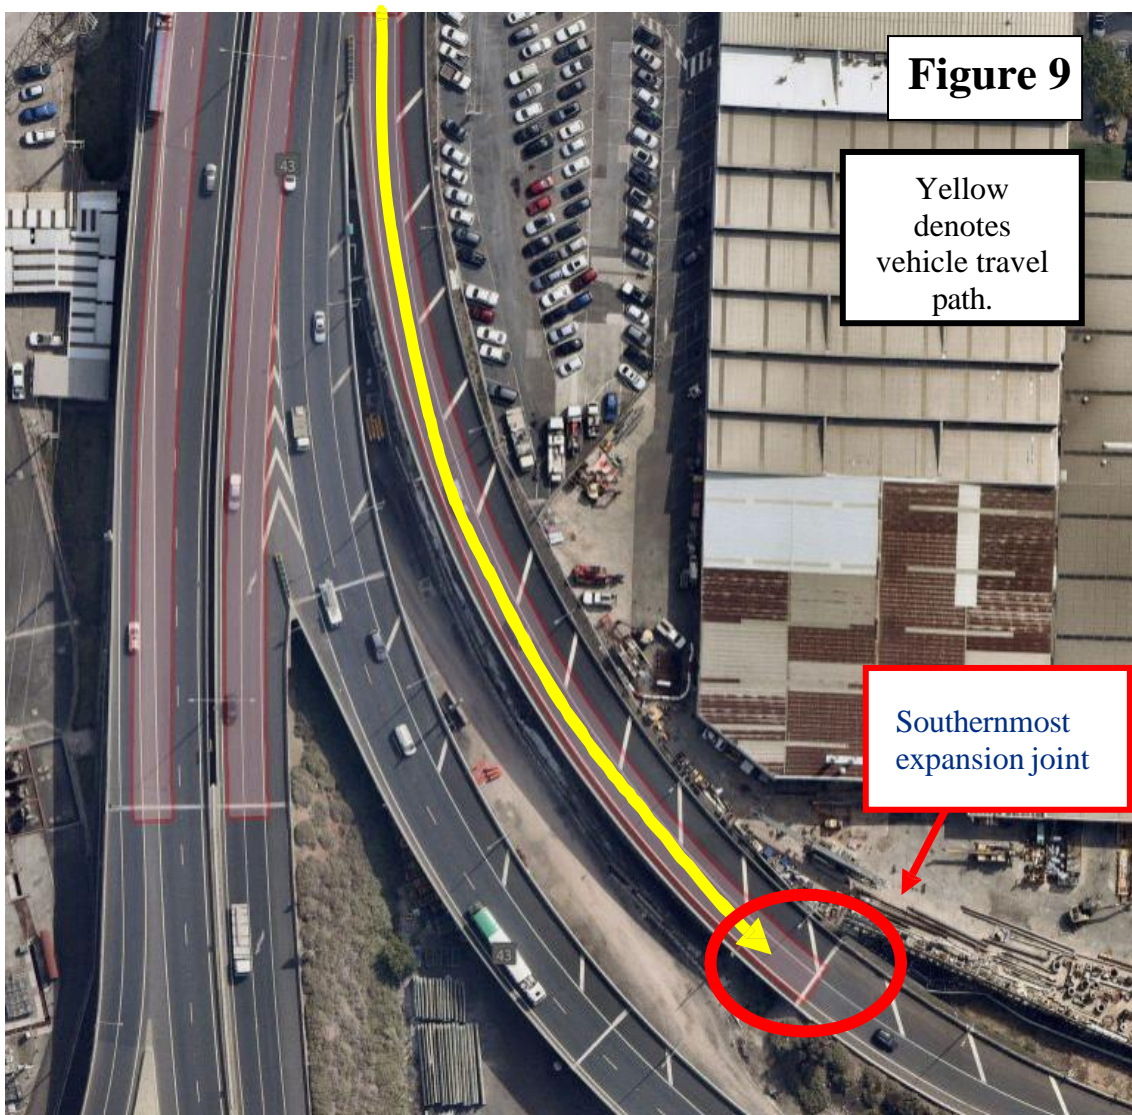 Figure 9
Yellow
denotes
vehicle travel
path.
43
Southernmost
expansion joint
43